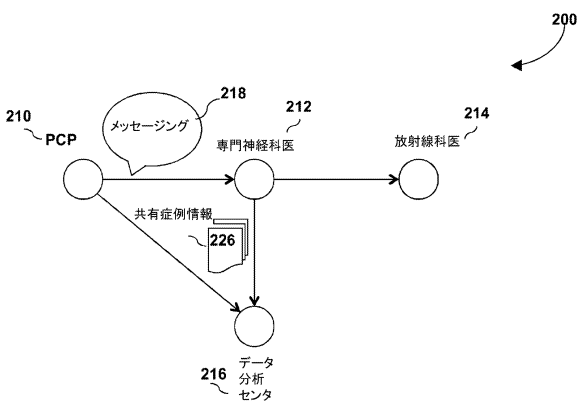 200
218
210
PCP
メッセージング
212
専門神経科医
214
放射線科医
共有症例情報
226
216
データ
分析
センタ